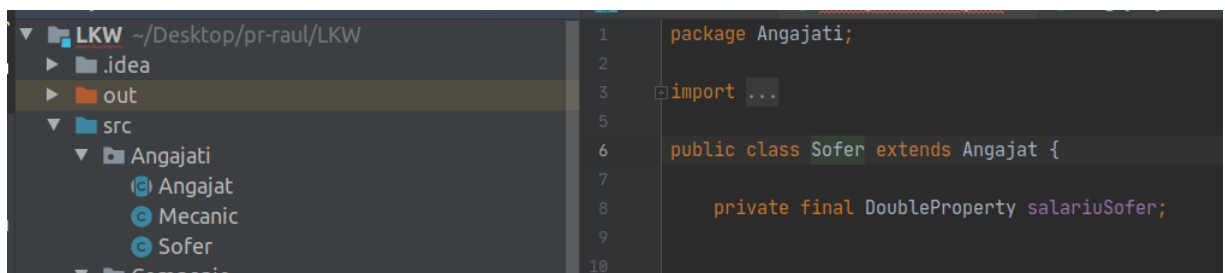 LKW ~/Desktop/pr-raul/LKW
.idea
out
src
Angajati
Angajat
Mecanic
Sofer
1 package Angajati;
2
3 import ...
5
6 public class Sofer extends Angajat {
7
8 private final DoubleProperty salariuSofer;
9
10